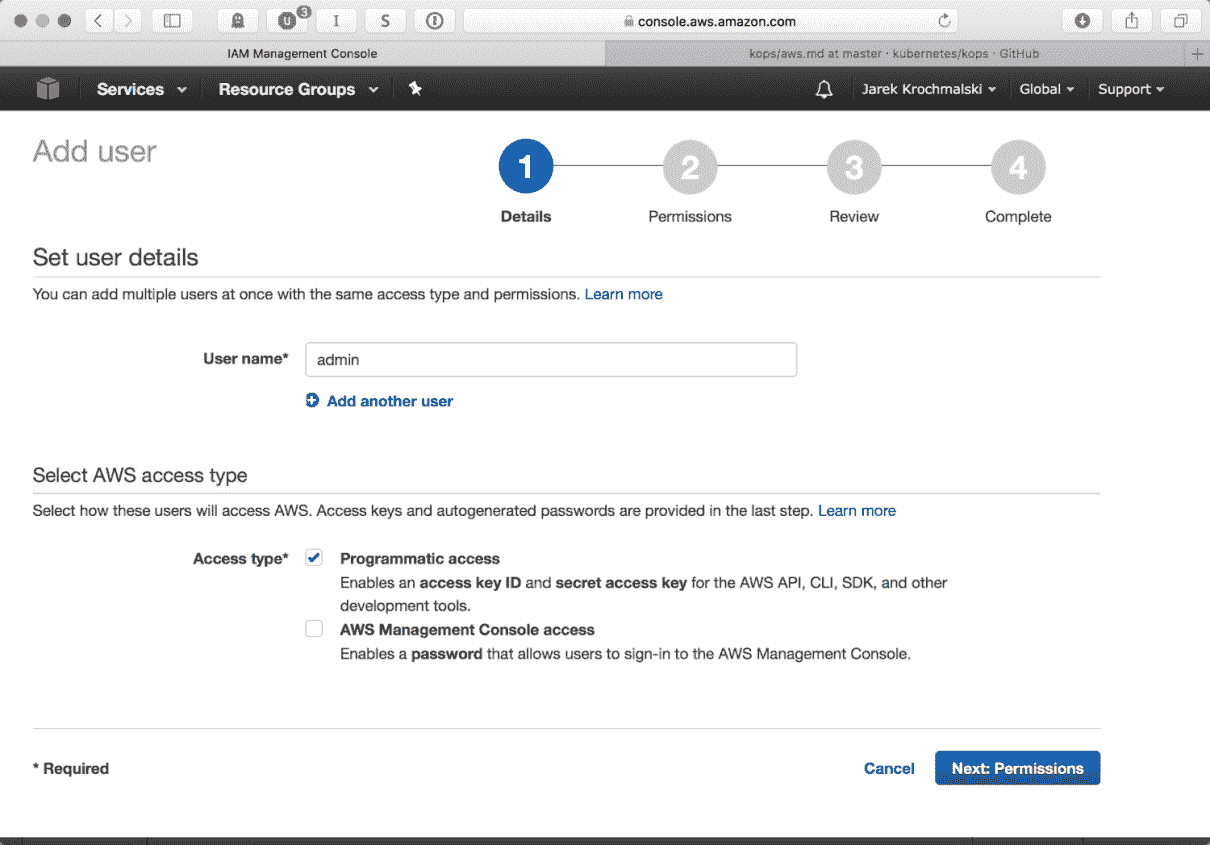 3
I
S
console.aws.amazon.com
IAM Management Console
kops/aws.md at master · kubernetes/kops · GitHub
Services
Resource Groups
Jarek Krochmalski
Global
Support
Add user
1
2
3
4
Details
Permissions
Review
Complete
Set user details
You can add multiple users at once with the same access type and permissions. Learn more
User name*
admin
Add another user
Select AWS access type
Select how these users will access AWS. Access keys and autogenerated passwords are provided in the last step. Learn more
Access type*
Programmatic access
Enables an access key ID and secret access key for the AWS API, CLI, SDK, and other
development tools.
AWS Management Console access
Enables a password that allows users to sign-in to the AWS Management Console.
* Required
Cancel
Next: Permissions